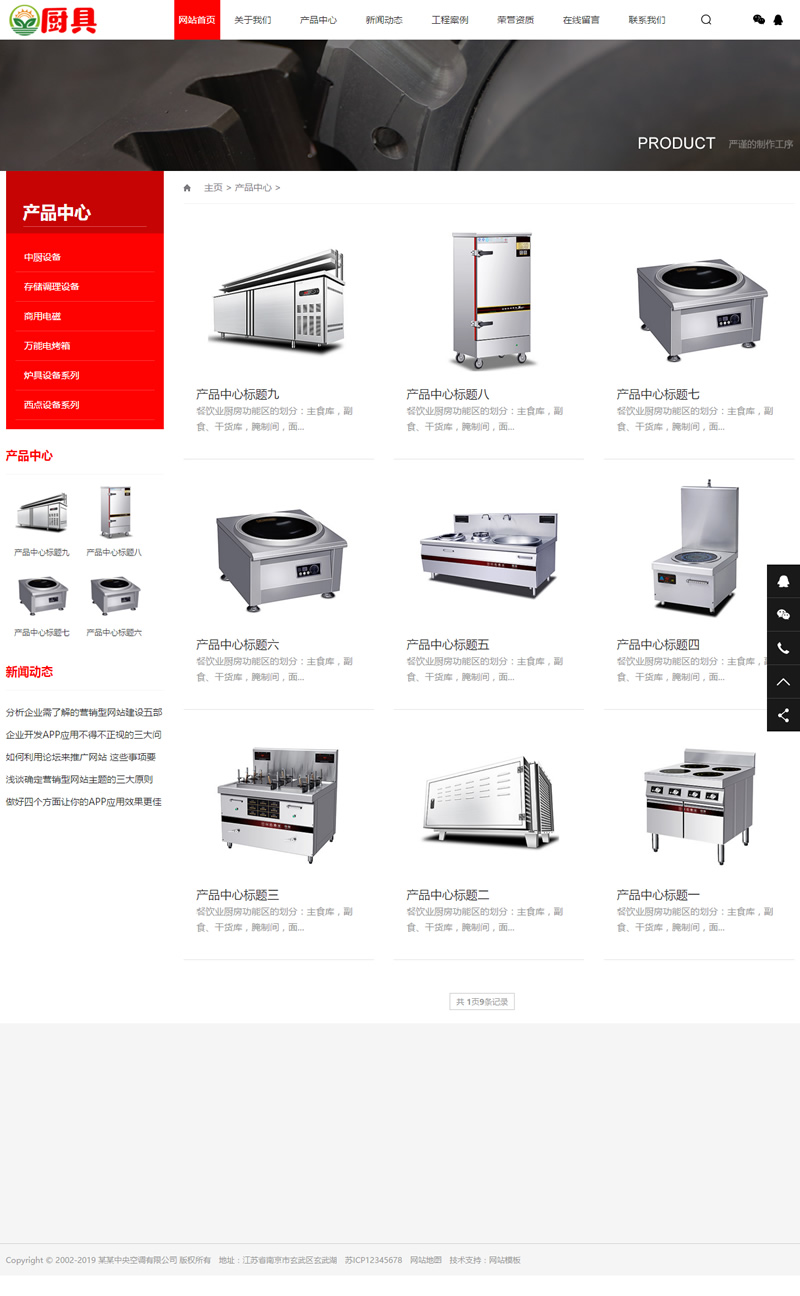 厨具
网站首页 关于我们 产品中心 新闻动态 工程案例 荣誉资质 在线留言 联系我们
PRODUCT 严谨的制作工序
产品中心
中厨设备
存储调理设备
商用电磁
万能电烤箱
炉具设备系列
西点设备系列
产品中心
产品中心标题九 产品中心标题八
产品中心标题七 产品中心标题六
新闻动态
分析企业需了解的营销型网站建设五部
企业开发APP应用不得不正视的三大问
如何利用论坛来推广网站 这些事项要
浅谈确定营销型网站主题的三大原则
做好四个方面让你的APP应用效果更佳
主页 > 产品中心 >
产品中心标题九
餐饮业厨房功能区的划分：主食库，副
食、干货库，腌制间，面...
产品中心标题八
餐饮业厨房功能区的划分：主食库，副
食、干货库，腌制间，面...
产品中心标题七
餐饮业厨房功能区的划分：主食库，副
食、干货库，腌制间，面...
产品中心标题六
餐饮业厨房功能区的划分：主食库，副
食、干货库，腌制间，面...
产品中心标题五
餐饮业厨房功能区的划分：主食库，副
食、干货库，腌制间，面...
产品中心标题四
餐饮业厨房功能区的划分：主食库，副
食、干货库，腌制间，面...
产品中心标题三
餐饮业厨房功能区的划分：主食库，副
食、干货库，腌制间，面...
产品中心标题二
餐饮业厨房功能区的划分：主食库，副
食、干货库，腌制间，面...
产品中心标题一
餐饮业厨房功能区的划分：主食库，副
食、干货库，腌制间，面...
共 1页9条记录
Copyright © 2002-2019 某某中央空调有限公司 版权所有 地址：江苏省南京市玄武区玄武湖 苏ICP12345678 网站地图 技术支持：网站模板